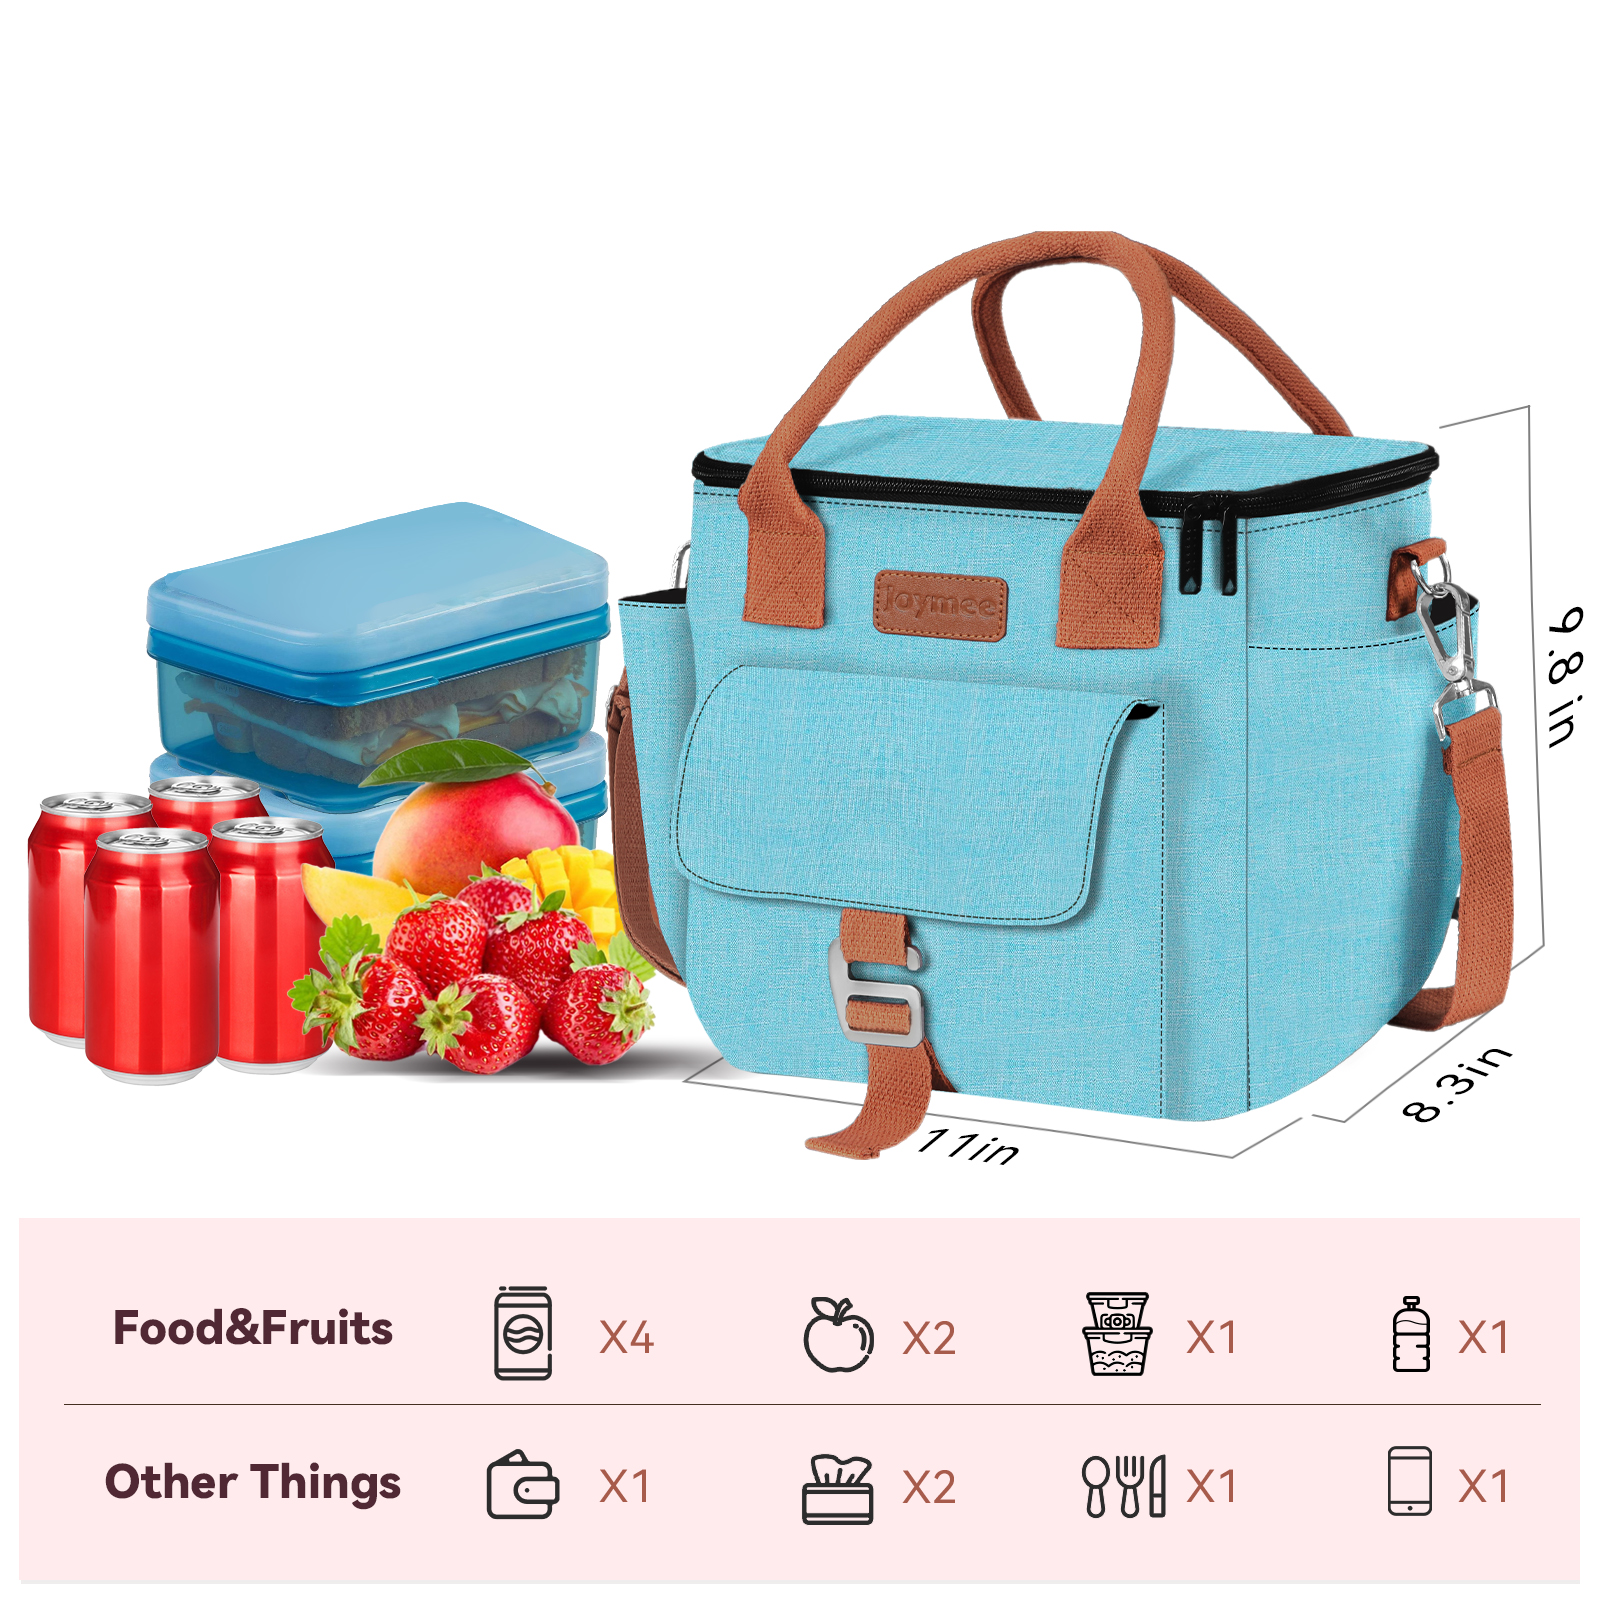 Joymee
9.8 in
8.3in
11in
Food&Fruits X4 X2 X1 X1
Other Things X1 X2 X1 X1